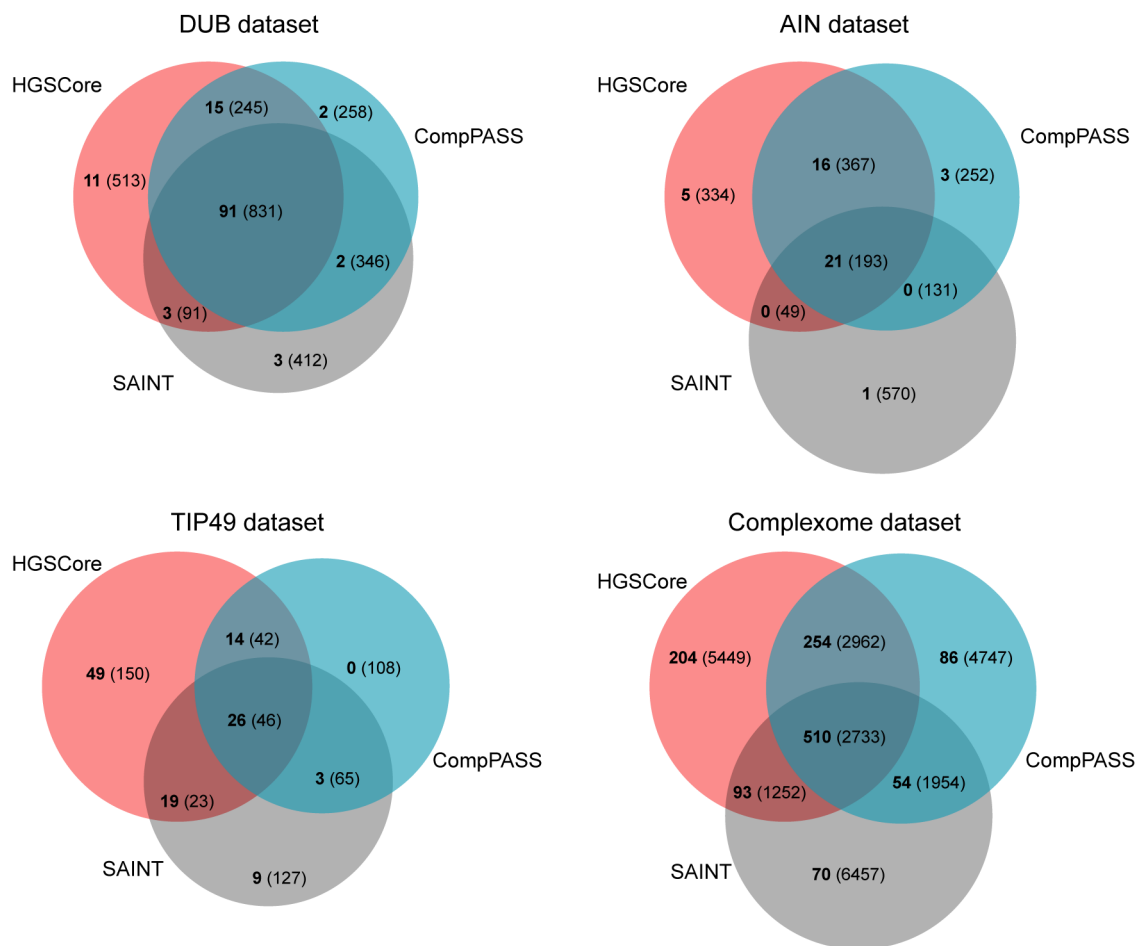 DUB dataset
HGSCore
15 (245)
2 (258)
CompPASS
11 (513)
91 (831)
2 (346)
3 (91)
3 (412)
SAINT
AIN dataset
HGSCore
CompPASS
16 (367)
3 (252)
5 (334)
21 (193)
0 (131)
0 (49)
SAINT
1 (570)
TIP49 dataset
HGSCore
14 (42)
49 (150)
0 (108)
26 (46)
CompPASS
3 (65)
19 (23)
SAINT
9 (127)
Complexome dataset
HGSCore
254 (2962)
204 (5449)
86 (4747)
510 (2733)
CompPASS
54 (1954)
93 (1252)
SAINT
70 (6457)